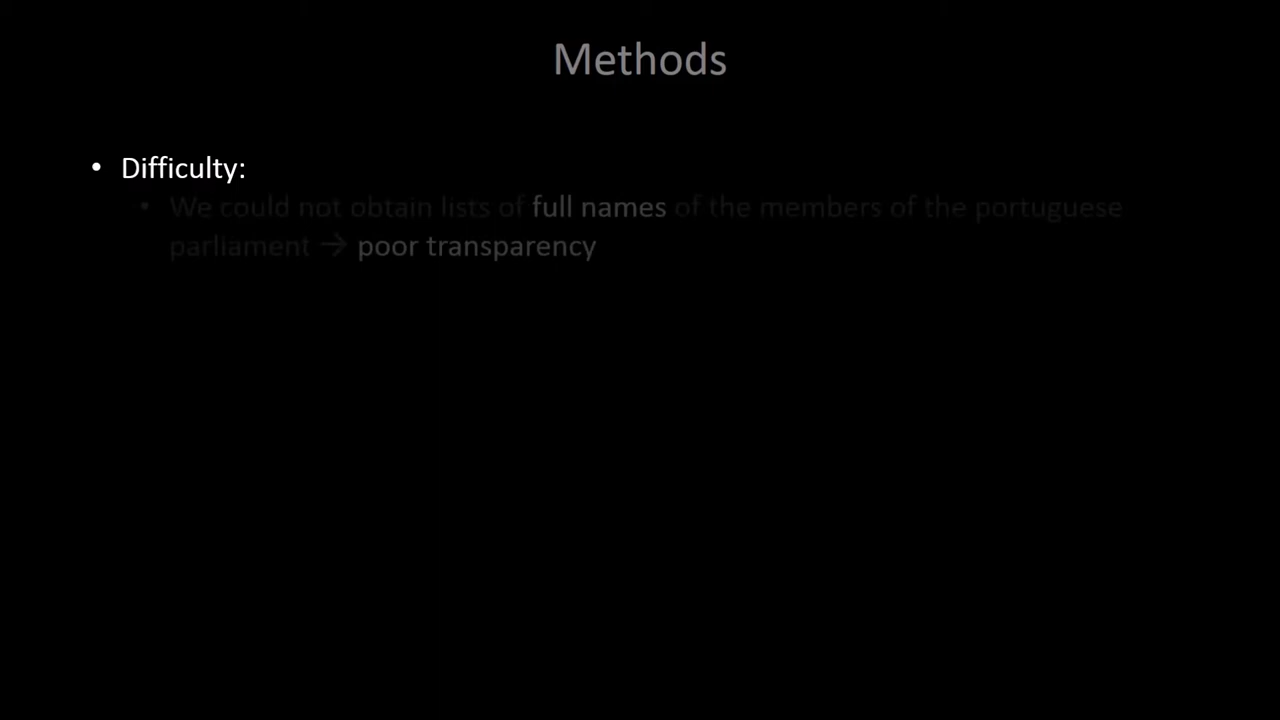 Methods
• Difficulty:
• We could not obtain lists of full names of the members of the portuguese
parliament → poor transparency